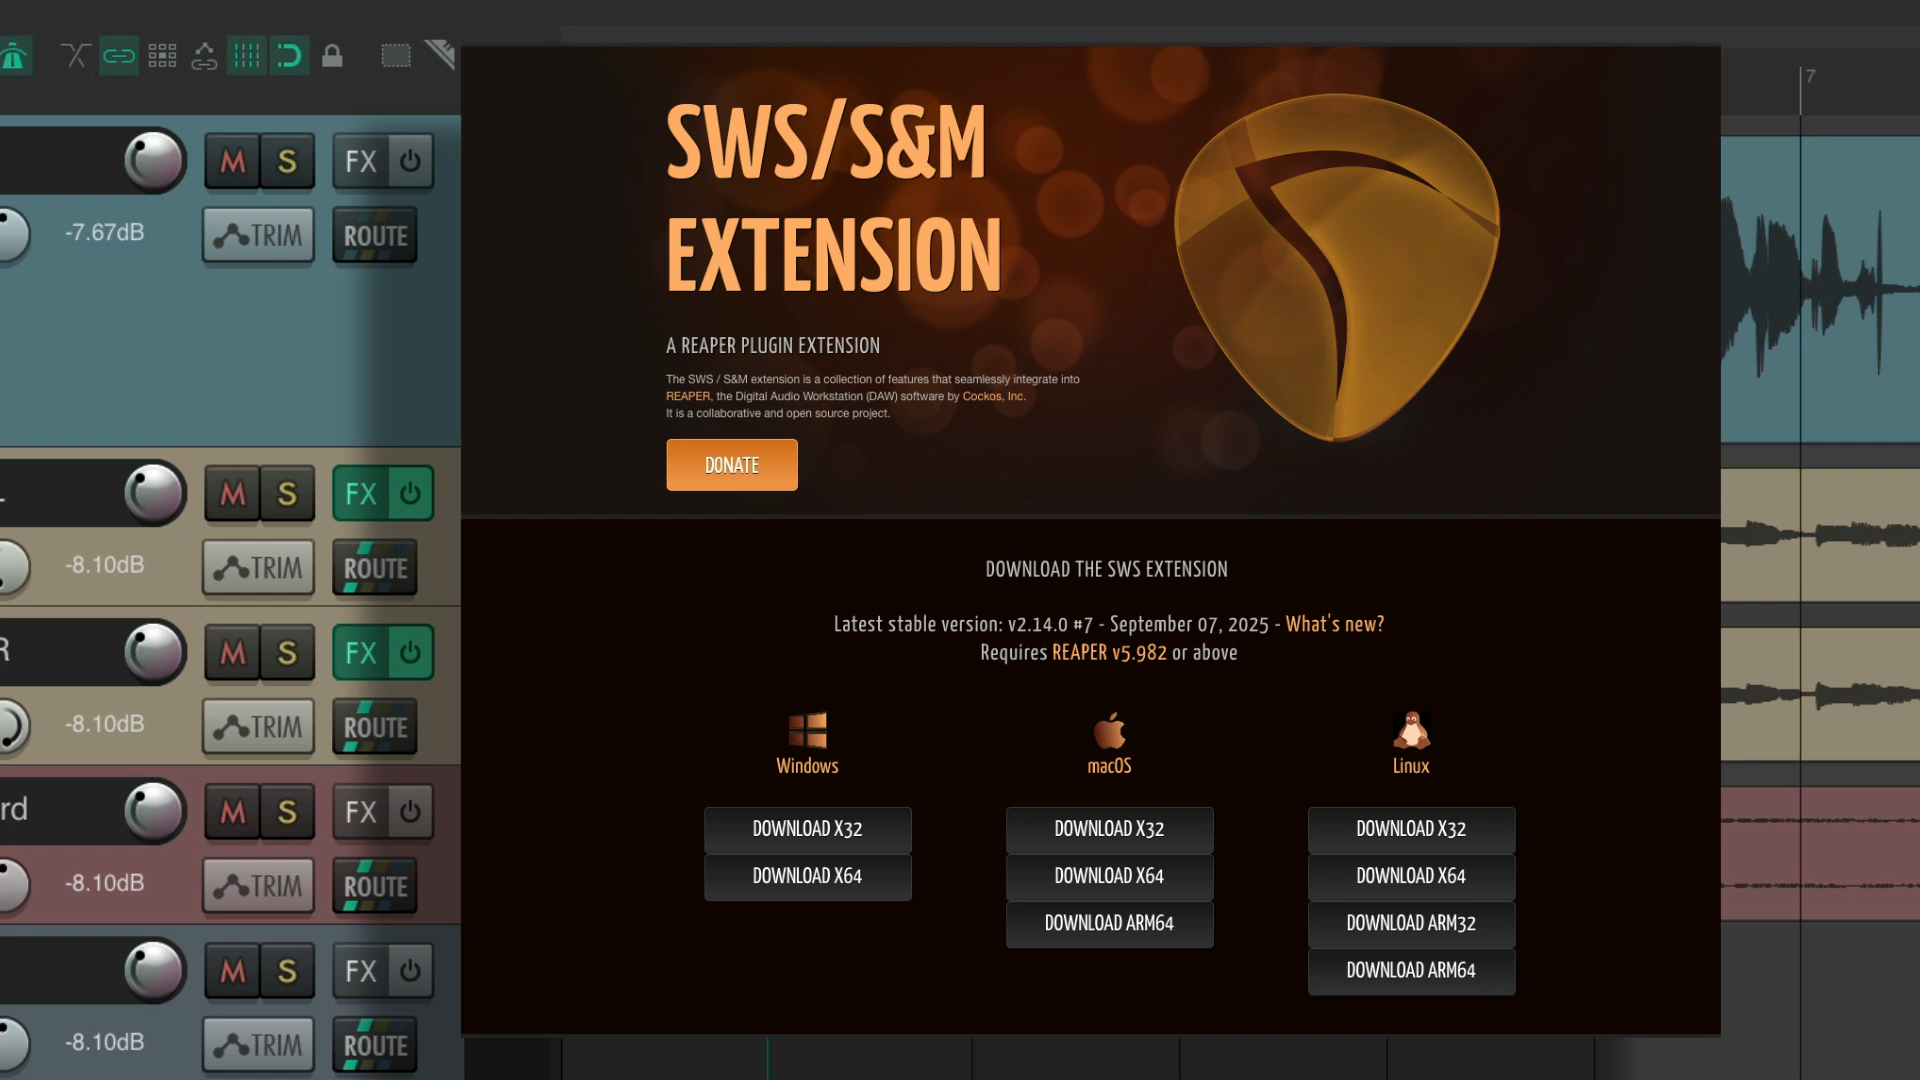 7
M S FX
-7.67dB TRIM ROUTE
M S FX
-8.10dB TRIM ROUTE
R M S FX
-8.10dB TRIM ROUTE
rd M S FX
-8.10dB TRIM ROUTE
M S FX
-8.10dB TRIM ROUTE
SWS/S&M
EXTENSION
A REAPER PLUGIN EXTENSION
The SWS / S&M extension is a collection of features that seamlessly integrate into
REAPER, the Digital Audio Workstation (DAW) software by Cockos, Inc.
It is a collaborative and open source project.
DONATE
DOWNLOAD THE SWS EXTENSION
Latest stable version: v2.14.0 #7 - September 07, 2025 - What's new?
Requires REAPER v5.982 or above
Windows
DOWNLOAD X32
DOWNLOAD X64
macOS
DOWNLOAD X32
DOWNLOAD X64
DOWNLOAD ARM64
Linux
DOWNLOAD X32
DOWNLOAD X64
DOWNLOAD ARM32
DOWNLOAD ARM64